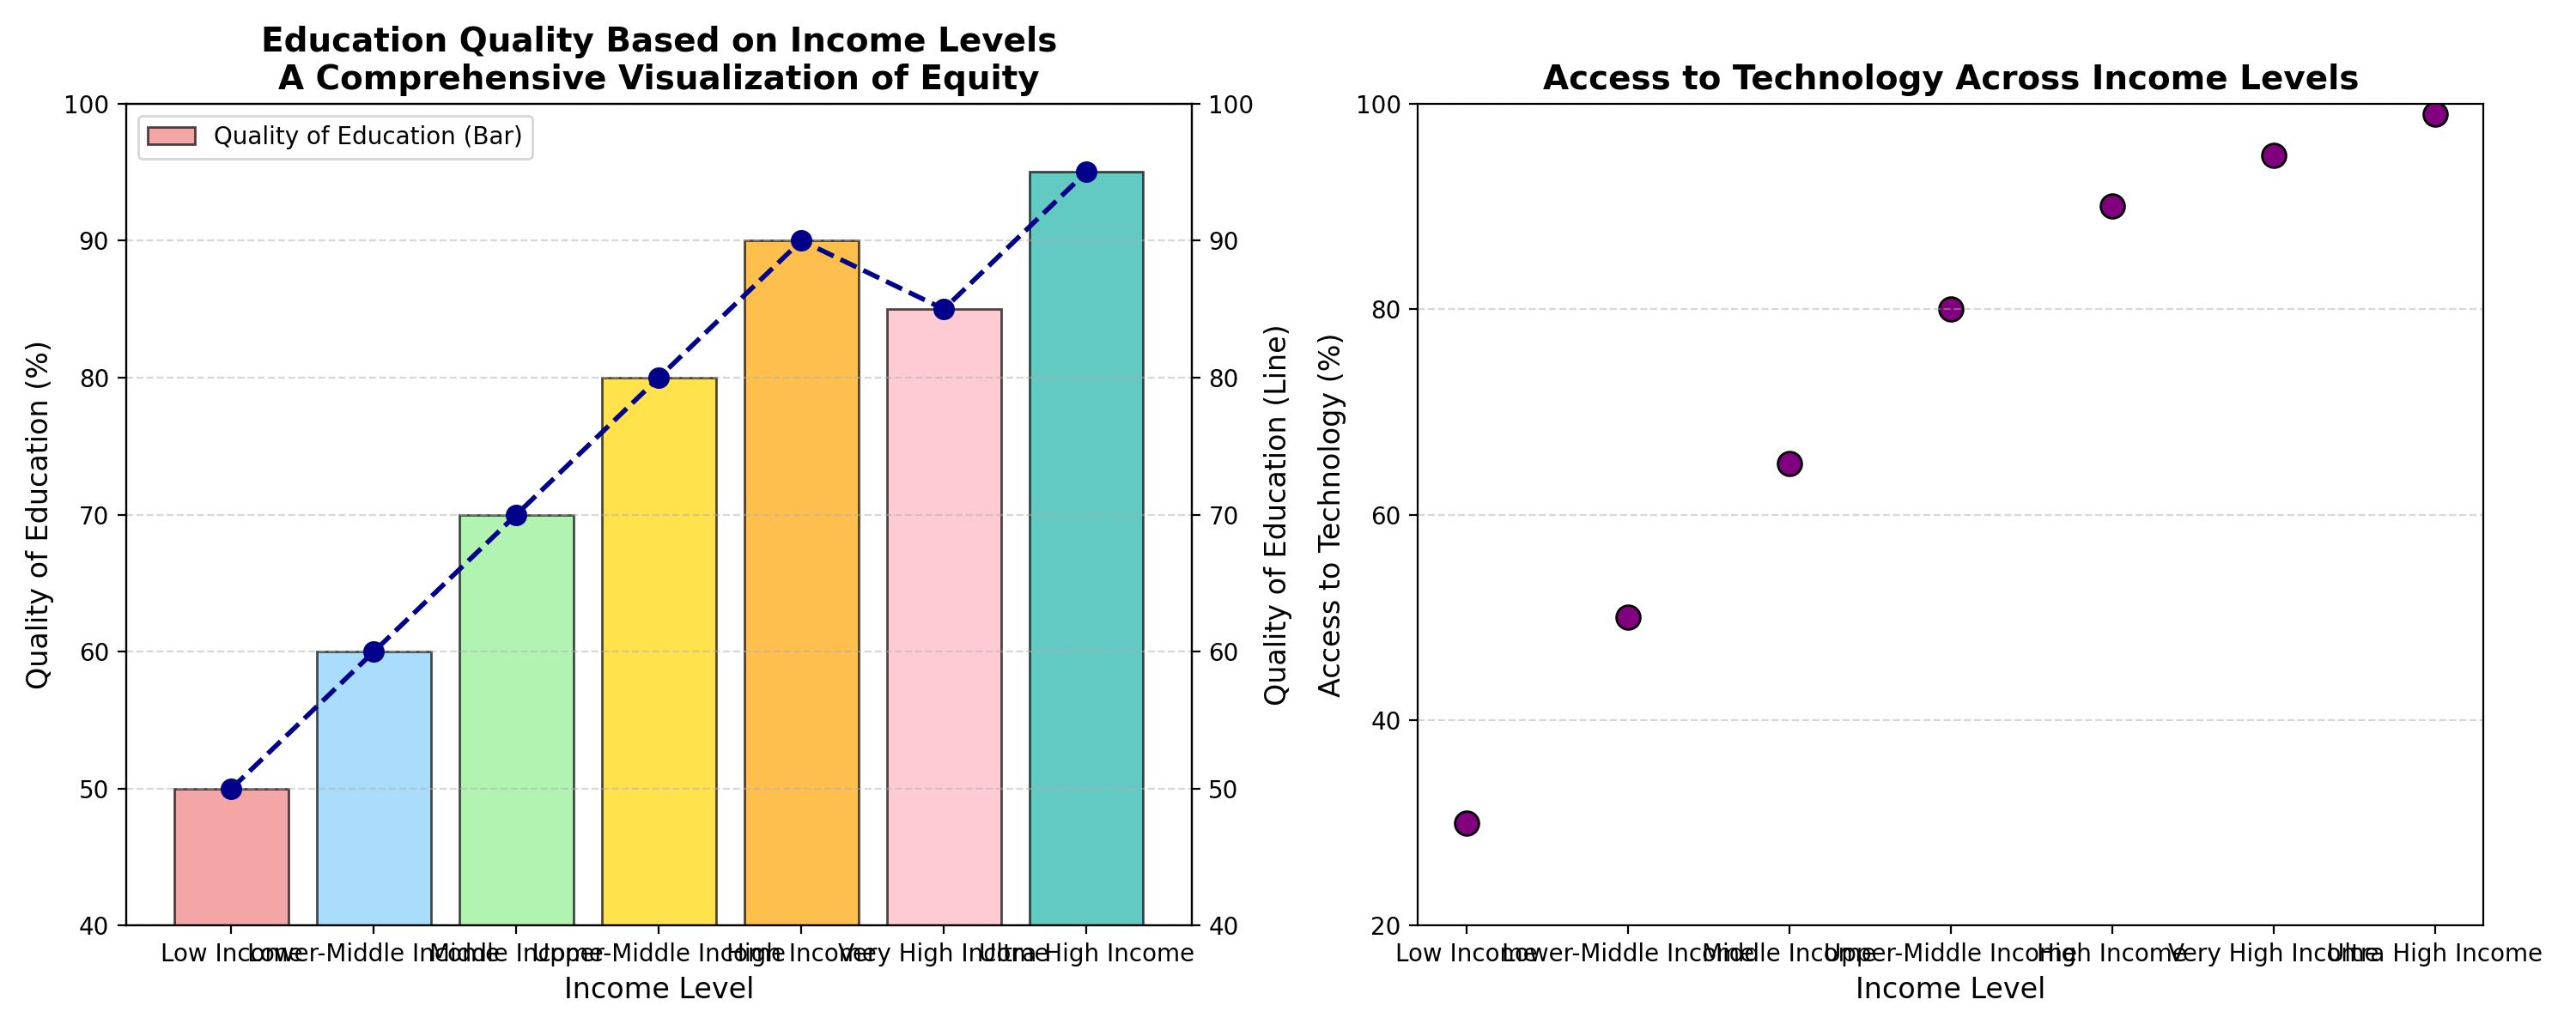 Education Quality Based on Income Levels
A Comprehensive Visualization of Equity
Quality of Education (Bar)
Quality of Education (%)
100
90
80
70
60
50
40
100
90
80
70
60
50
40
Quality of Education (Line)
Low Income Lower-Middle Income Middle Income Upper-Middle Income High Income Very High Income Ultra High Income
Income Level
Access to Technology Across Income Levels
Access to Technology (%)
100
80
60
40
20
Low Income Lower-Middle Income Middle Income Upper-Middle Income High Income Very High Income Ultra High Income
Income Level